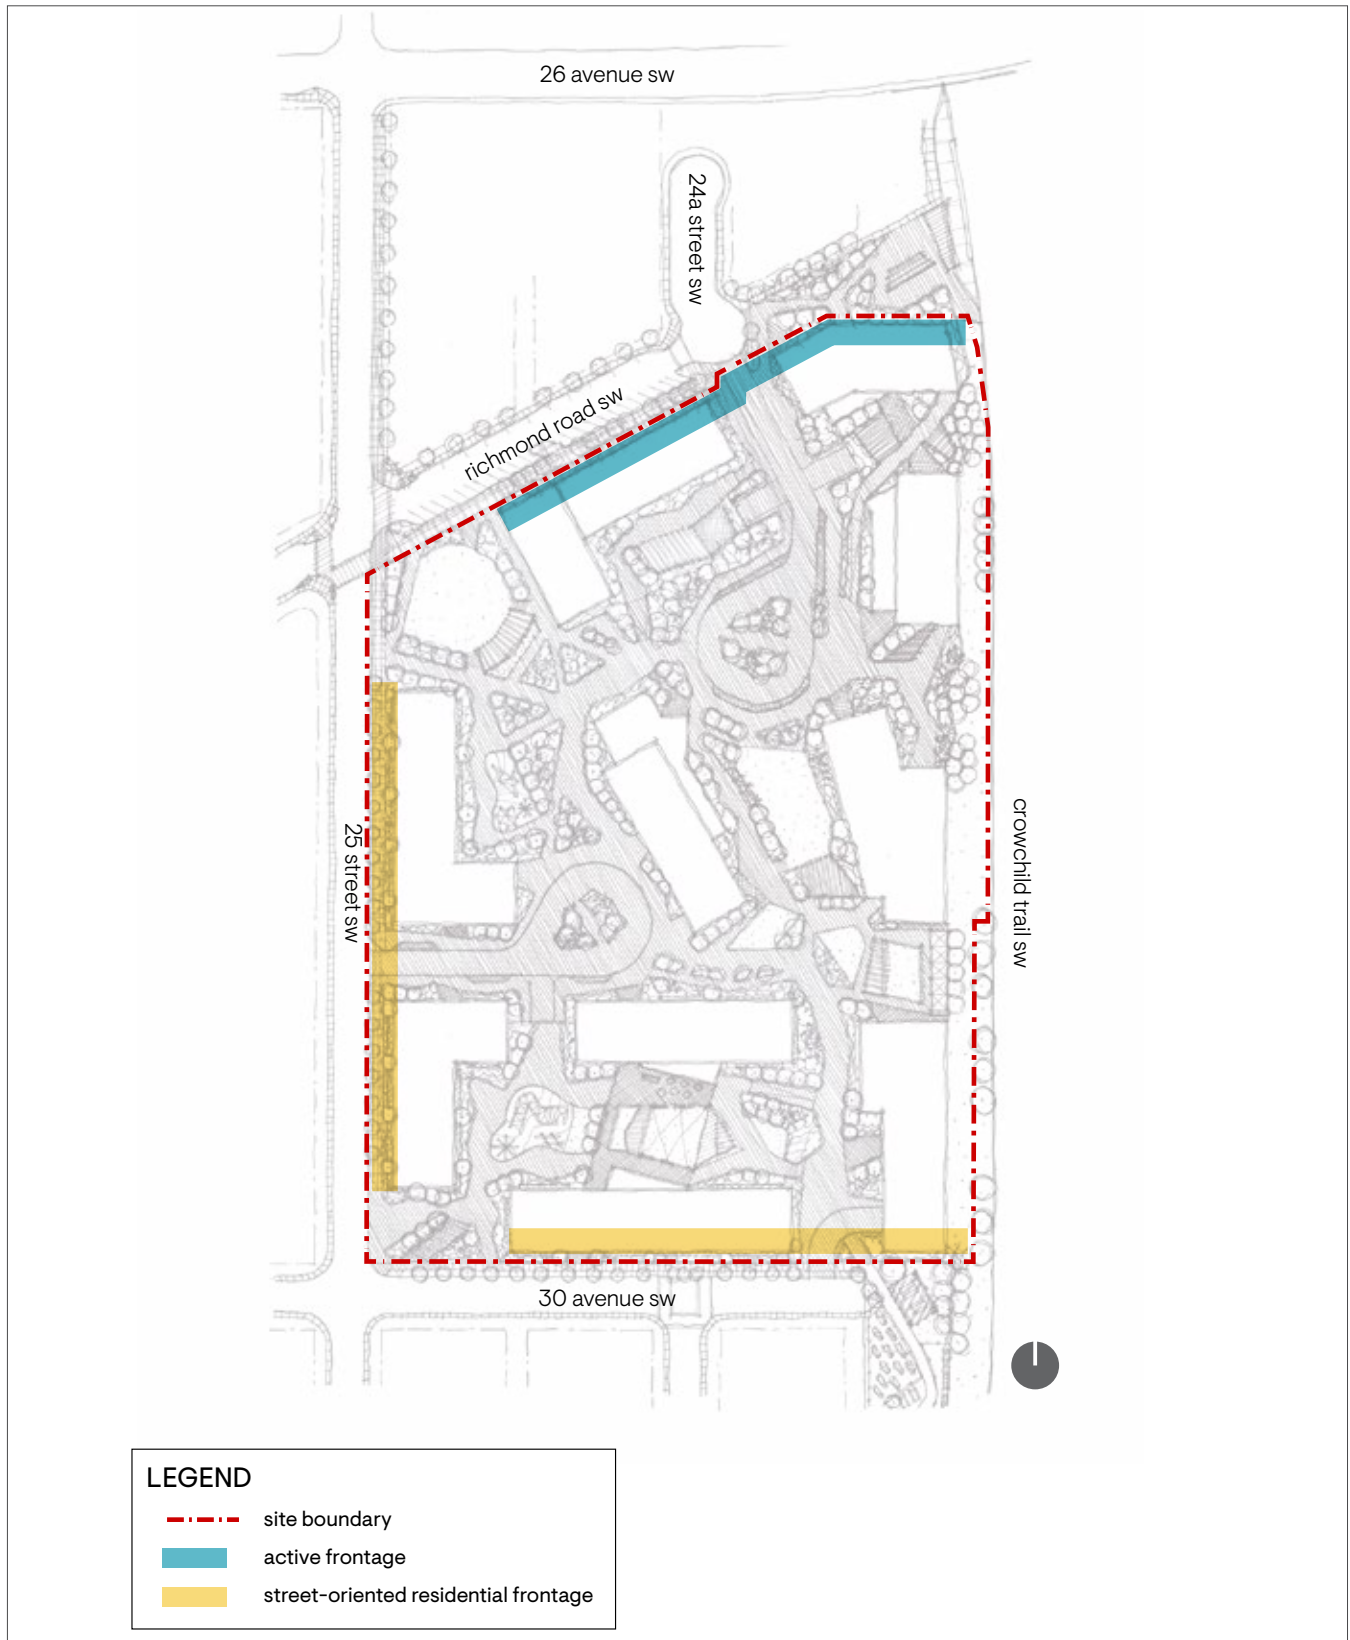 26 avenue sw
24a street sw
richmond road sw
25 street sw
crowchild trail sw
30 avenue sw
LEGEND
site boundary
active frontage
street-oriented residential frontage